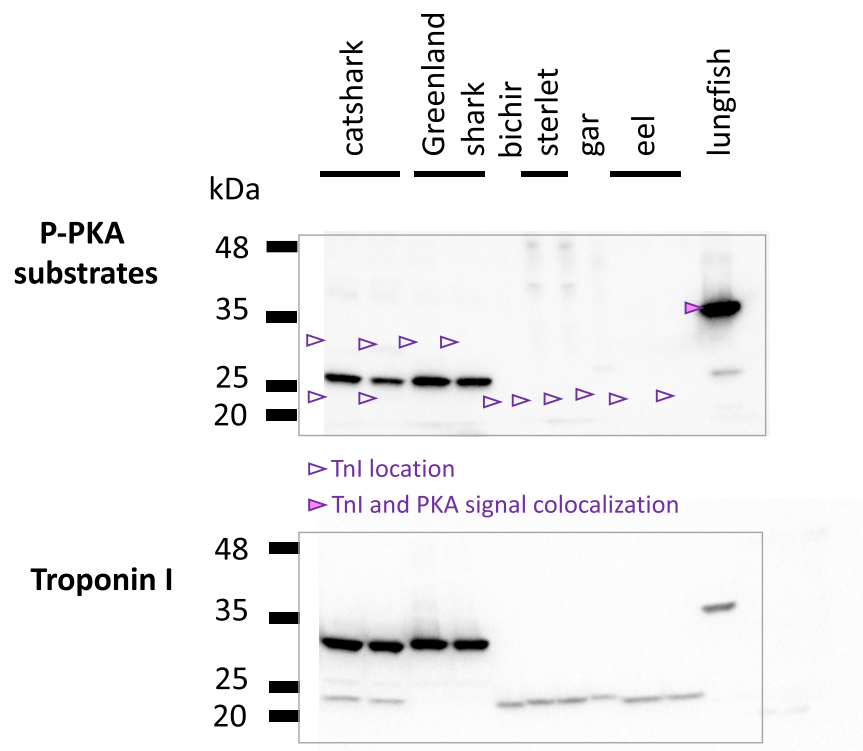 catshark
Greenland
shark
bichir
sterlet
gar
eel
lungfish
kDa
P-PKA
substrates
48
35
25
20
TnI location
TnI and PKA signal colocalization
Troponin I
48
35
25
20